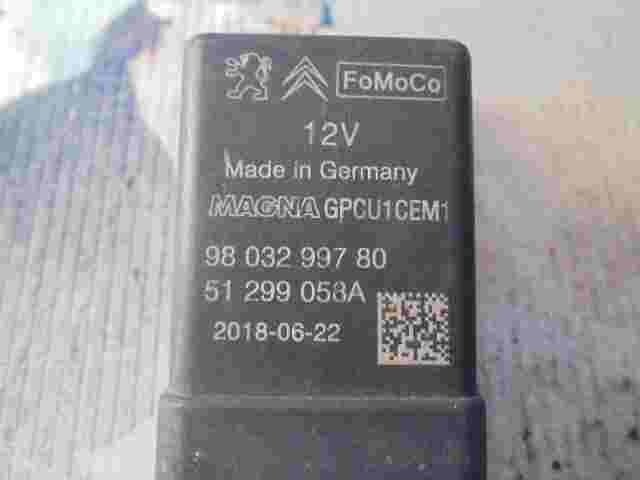 FoMoCo
12V
Made in Germany
MAGNA GPCU1CEM1
98 032 997 80
51 299 058A
2018-06-22